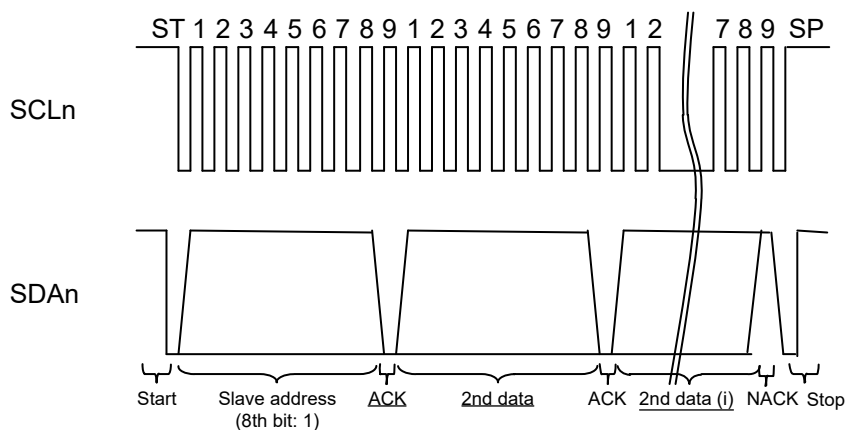 ST 1 2 3 4 5 6 7 8 9 1 2 3 4 5 6 7 8 9 1 2 7 8 9 SP
SCLn
SDAn
Start Slave address ACK 2nd data ACK 2nd data (i) NACK Stop
(8th bit: 1)